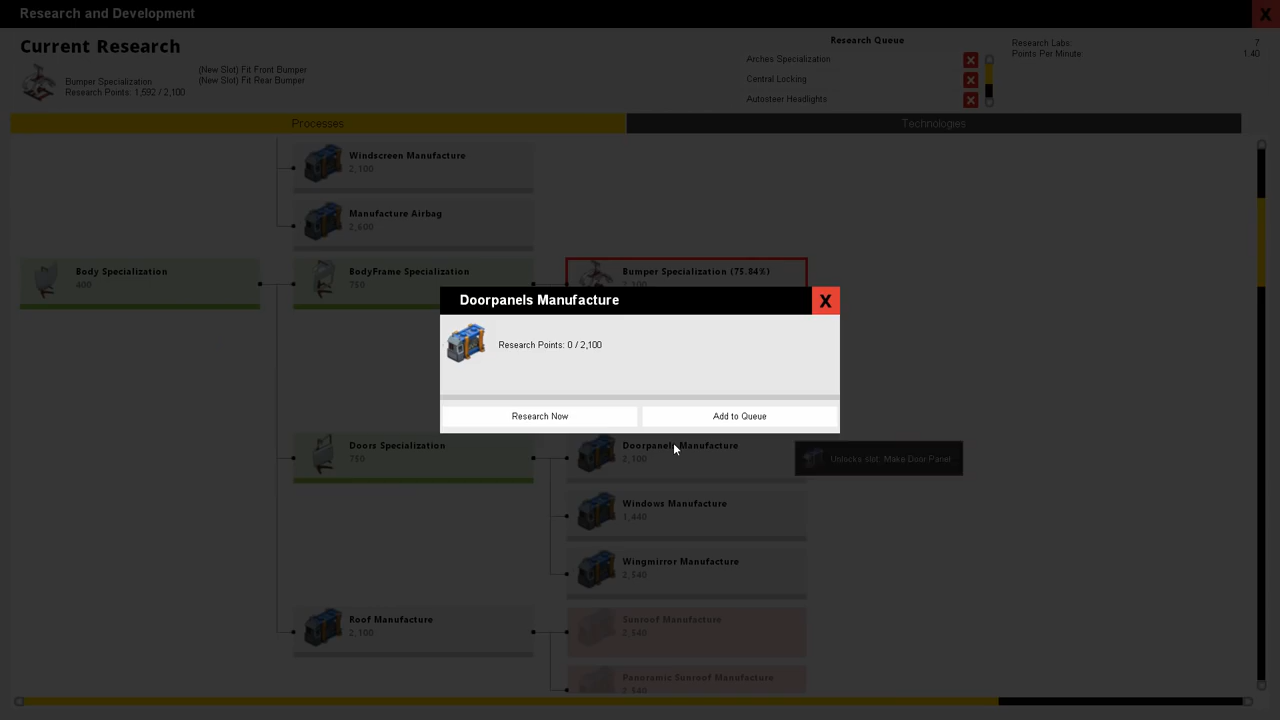 Research and Development
X
Current Research
Bumper Specialization
Research Points: 1,592 / 2,100
(New Slot) Fit Front Bumper
(New Slot) Fit Rear Bumper
Research Queue
Arches Specialization
Central Locking
Autosteer Headlights
Research Labs: 7
Points Per Minute 1.40
Processes
Technologies
Windscreen Manufacture
2,100
Manufacture Airbag
2,600
Body Specialization
400
BodyFrame Specialization
750
Bumper Specialization (75.84%)
2,100
Doorpanels Manufacture
X
Research Points: 0 / 2,100
Research Now
Add to Queue
Doors Specialization
750
Doorpanels Manufacture
2,100
Unlocks slot: Make Door Panel
Windows Manufacture
1,440
Wingmirror Manufacture
2,540
Roof Manufacture
2,100
Sunroof Manufacture
2,540
Panoramic Sunroof Manufacture
2,540